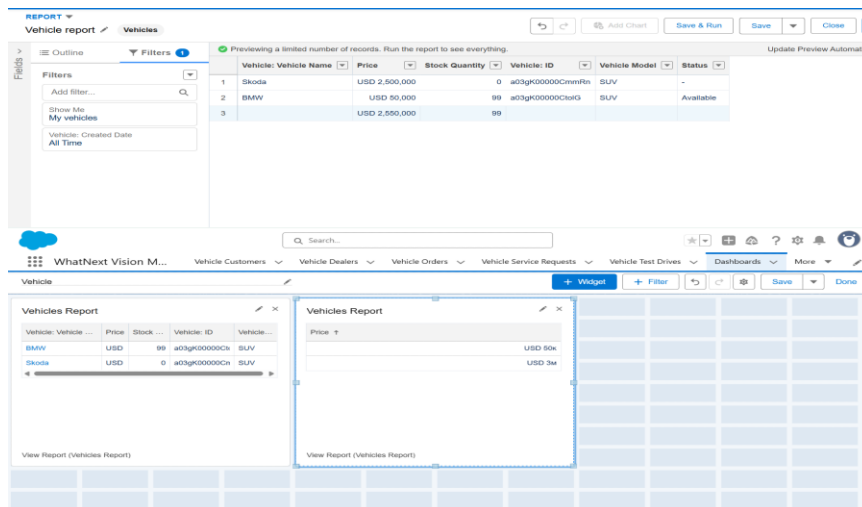 REPORT
Vehicle report Vehicles
Add Chart Save & Run Save Close
Fields
Outline Filters 1
Previewing a limited number of records. Run the report to see everything. Update Preview Automat
Filters
Add filter...
Show Me
My vehicles
Vehicle: Created Date
All Time
Vehicle: Vehicle Name Price Stock Quantity Vehicle: ID Vehicle Model Status
1 Skoda USD 2,500,000 0 a03gK00000CmmRn SUV -
2 BMW USD 50,000 99 a03gK00000CtolG SUV Available
3 USD 2,550,000 99
Search...
WhatNext Vision M... Vehicle Customers Vehicle Dealers Vehicle Orders Vehicle Service Requests Vehicle Test Drives Dashboards More
Vehicle
+ Widget + Filter Save Done
Vehicles Report
Vehicle: Vehicle ... Price Stock ... Vehicle: ID Vehicle...
BMW USD 99 a03gK00000Ct SUV
Skoda USD 0 a03gK00000Cn SUV
View Report (Vehicles Report)
Vehicles Report
Price ↑
USD 50K
USD 3M
View Report (Vehicles Report)